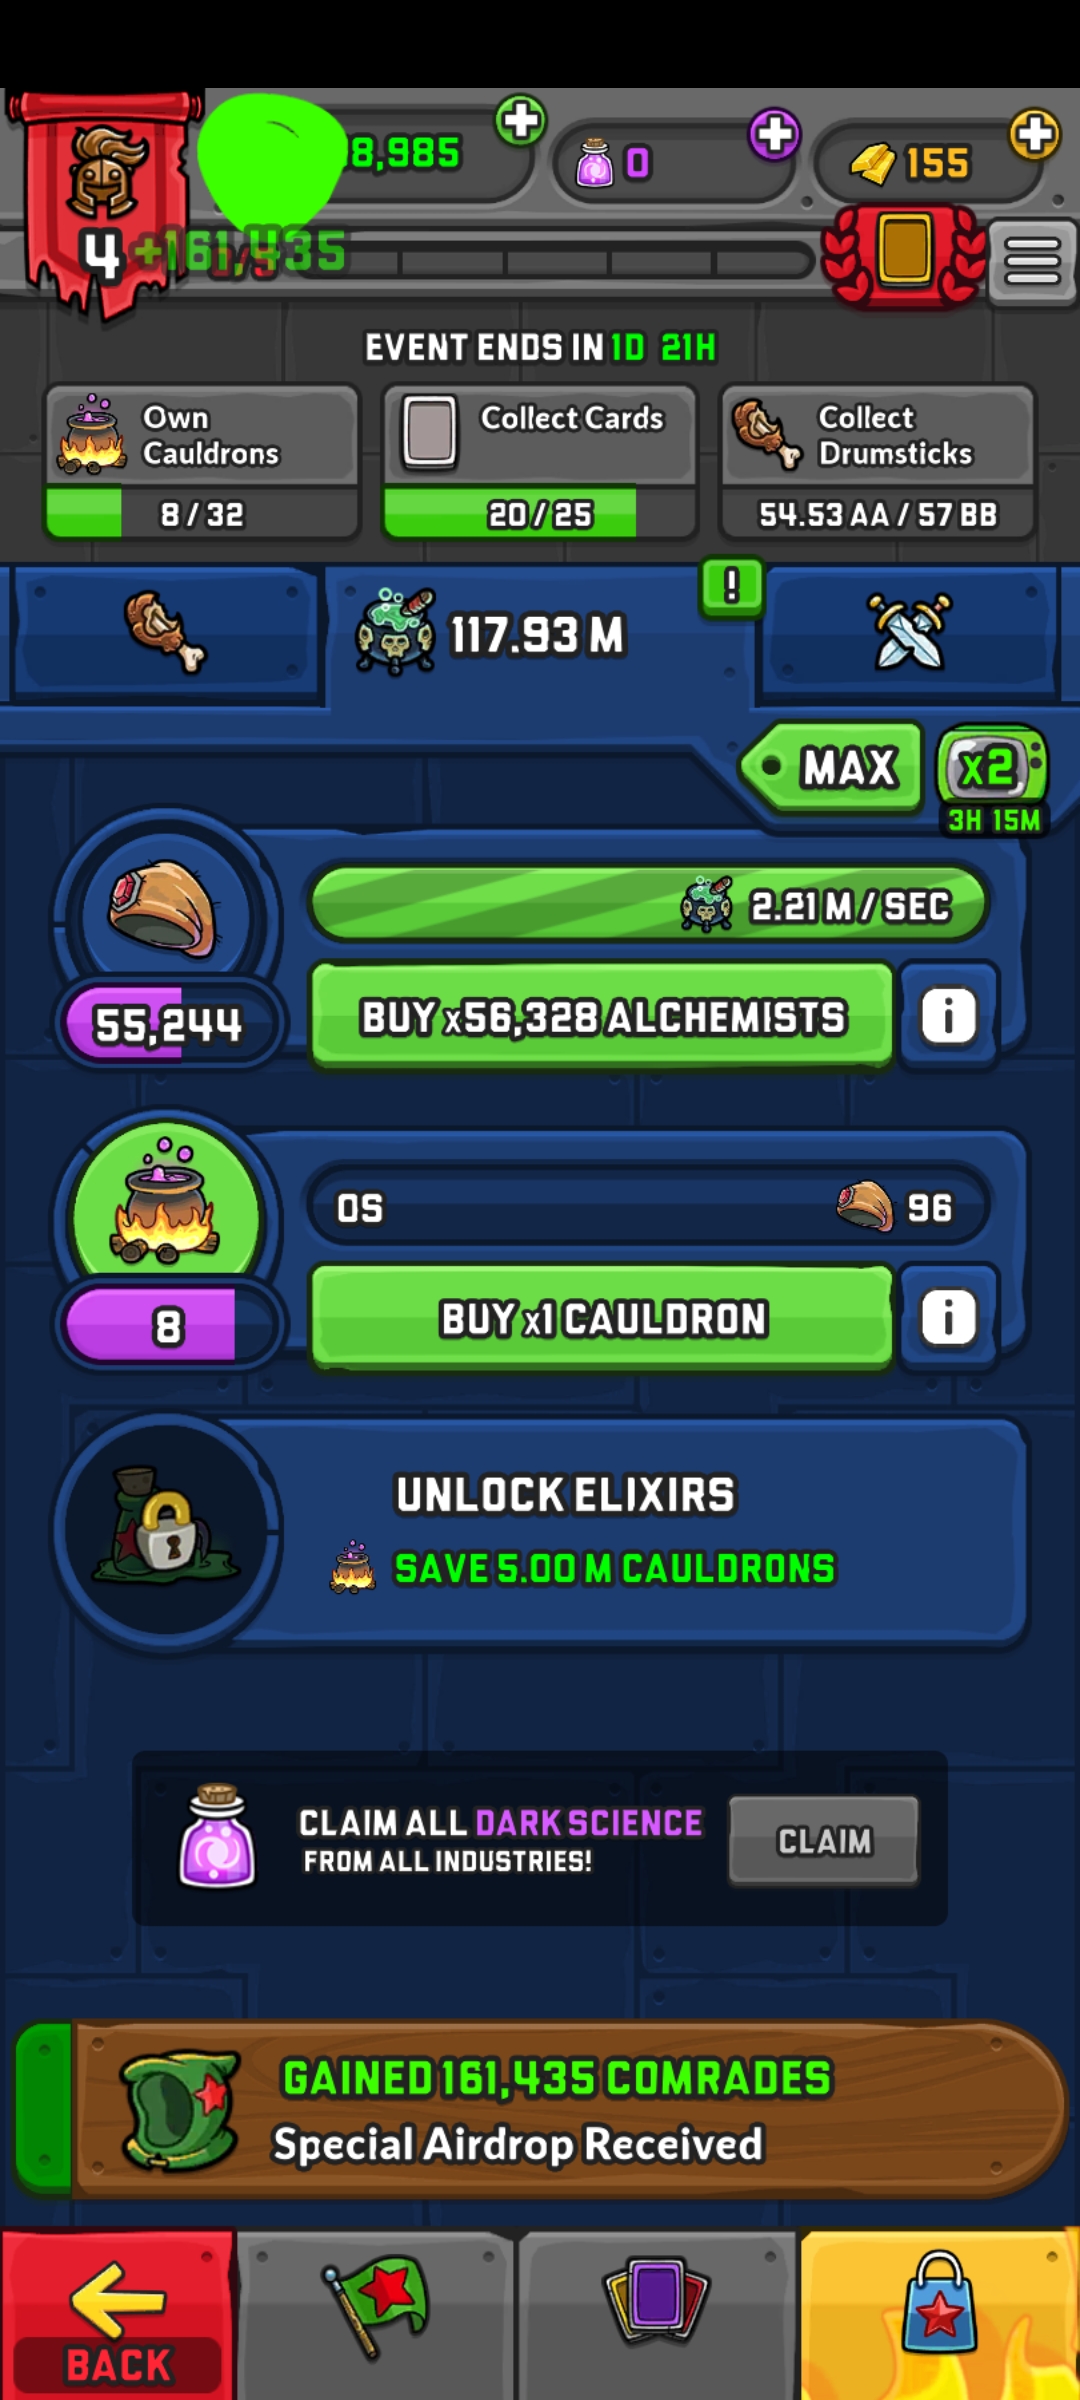 8,985
0
155
4
+161,435
EVENT ENDS IN 1D 21H
Own
Cauldrons
8 / 32
Collect Cards
20 / 25
Collect
Drumsticks
54.53 AA / 57 BB
117.93 M
!
MAX
x2
3H 15M
2.21 M / SEC
55,244
BUY x56,328 ALCHEMISTS
i
0S
96
8
BUY x1 CAULDRON
i
UNLOCK ELIXIRS
SAVE 5.00 M CAULDRONS
CLAIM ALL DARK SCIENCE
FROM ALL INDUSTRIES!
CLAIM
GAINED 161,435 COMRADES
Special Airdrop Received
BACK